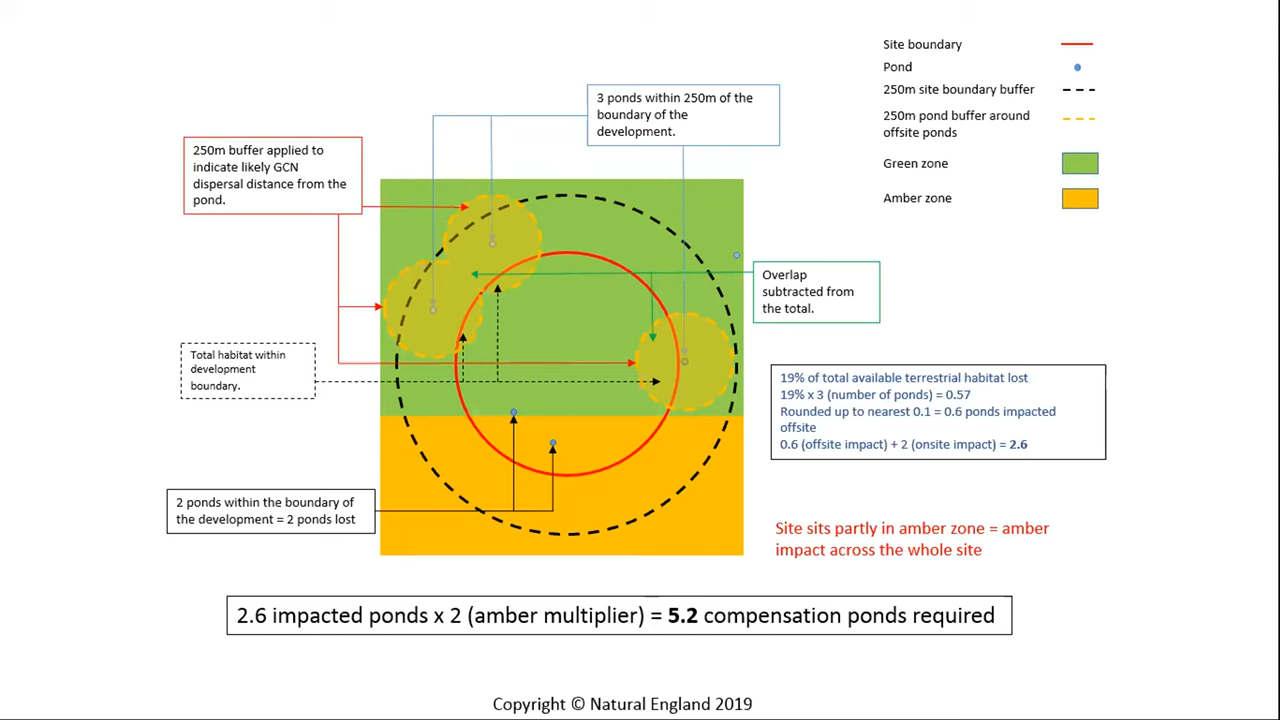 Site boundary
Pond
250m site boundary buffer
250m pond buffer around
offsite ponds
Green zone
Amber zone
3 ponds within 250m of the
boundary of the
development.
250m buffer applied to
indicate likely GCN
dispersal distance from the
pond.
Overlap
subtracted from
the total.
Total habitat within
development
boundary.
19% of total available terrestrial habitat lost
19% x 3 (number of ponds) = 0.57
Rounded up to nearest 0.1 = 0.6 ponds impacted
offsite
0.6 (offsite impact) + 2 (onsite impact) = 2.6
2 ponds within the boundary of
the development = 2 ponds lost
Site sits partly in amber zone = amber
impact across the whole site
2.6 impacted ponds x 2 (amber multiplier) = 5.2 compensation ponds required
Copyright © Natural England 2019